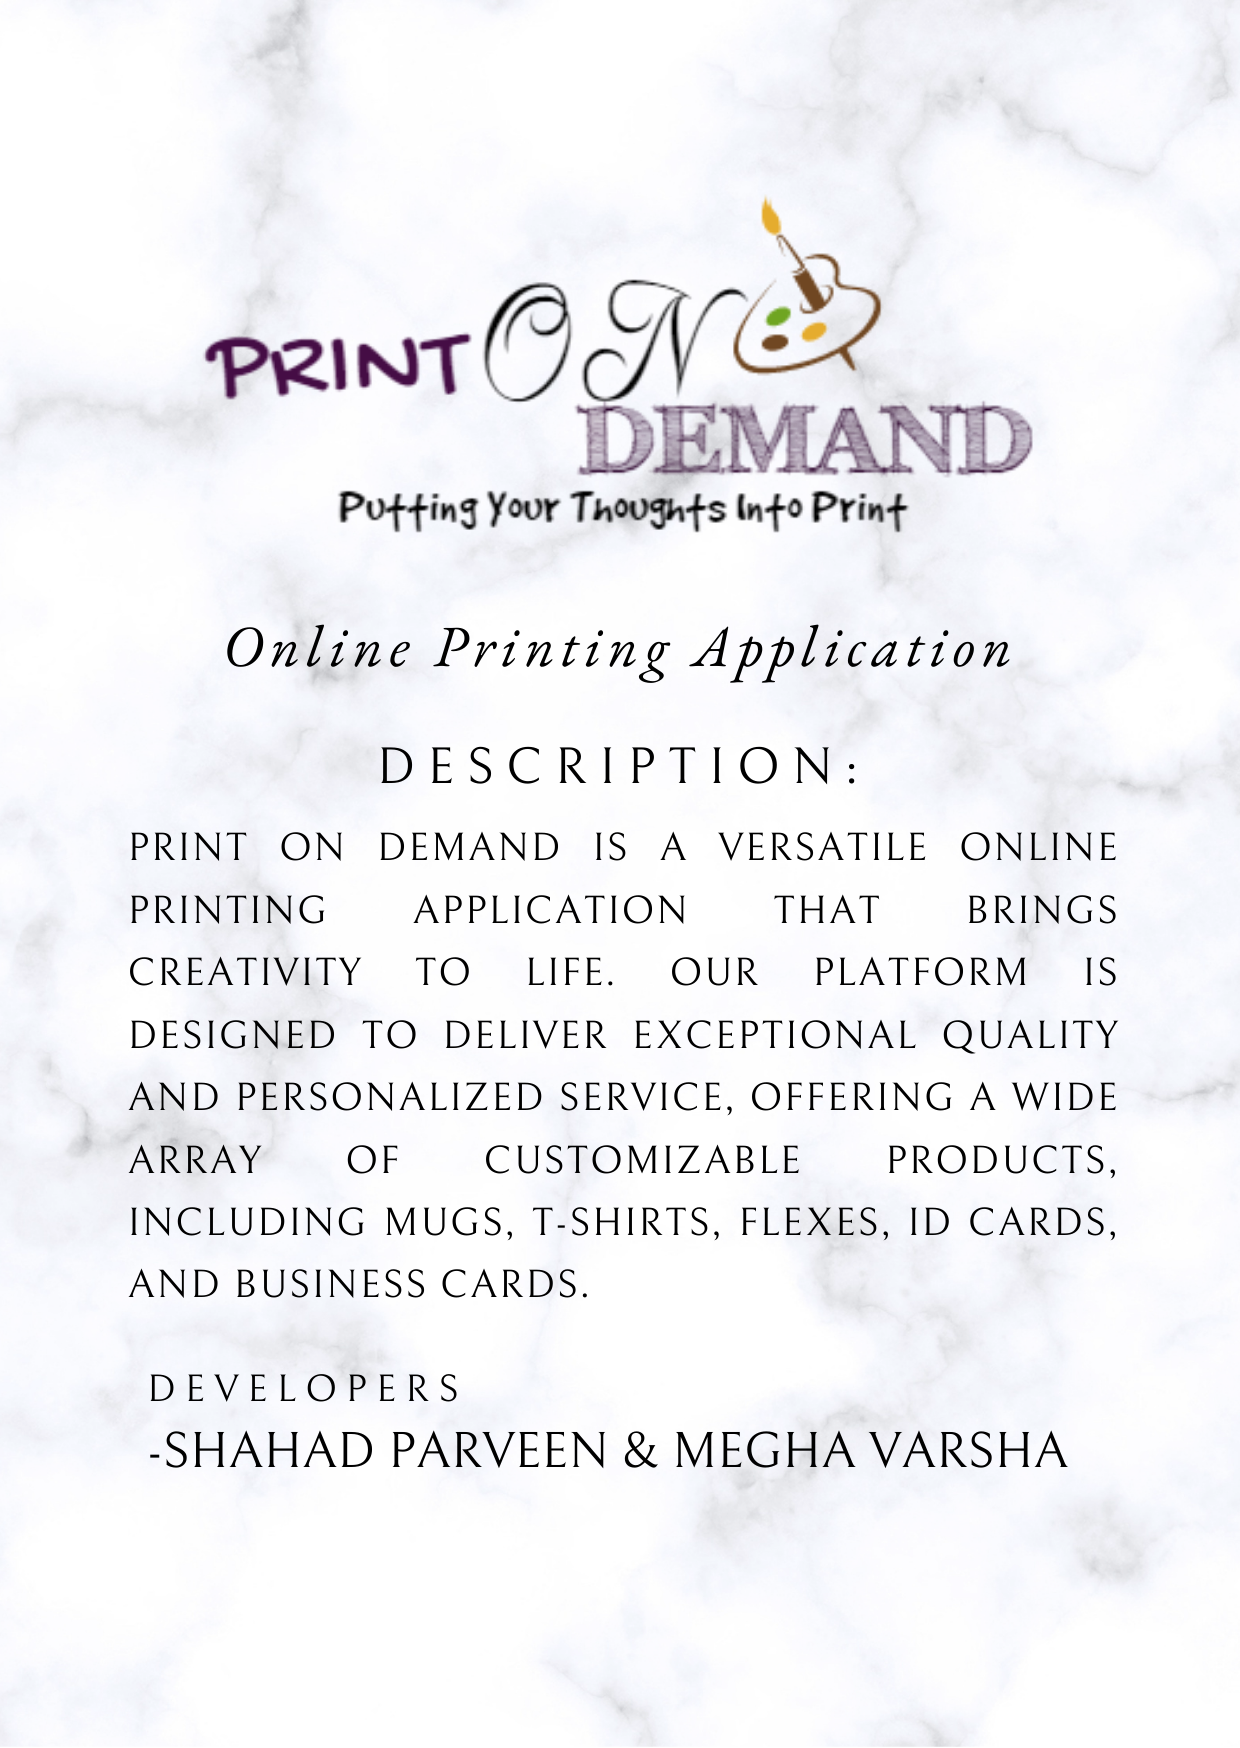 PRINT ON
DEMAND
Putting Your Thoughts Into Print
Online Printing Application
DESCRIPTION:
PRINT ON DEMAND IS A VERSATILE ONLINE
PRINTING APPLICATION THAT BRINGS
CREATIVITY TO LIFE. OUR PLATFORM IS
DESIGNED TO DELIVER EXCEPTIONAL QUALITY
AND PERSONALIZED SERVICE, OFFERING A WIDE
ARRAY OF CUSTOMIZABLE PRODUCTS,
INCLUDING MUGS, T-SHIRTS, FLEXES, ID CARDS,
AND BUSINESS CARDS.
DEVELOPERS
-SHAHAD PARVEEN & MEGHA VARSHA